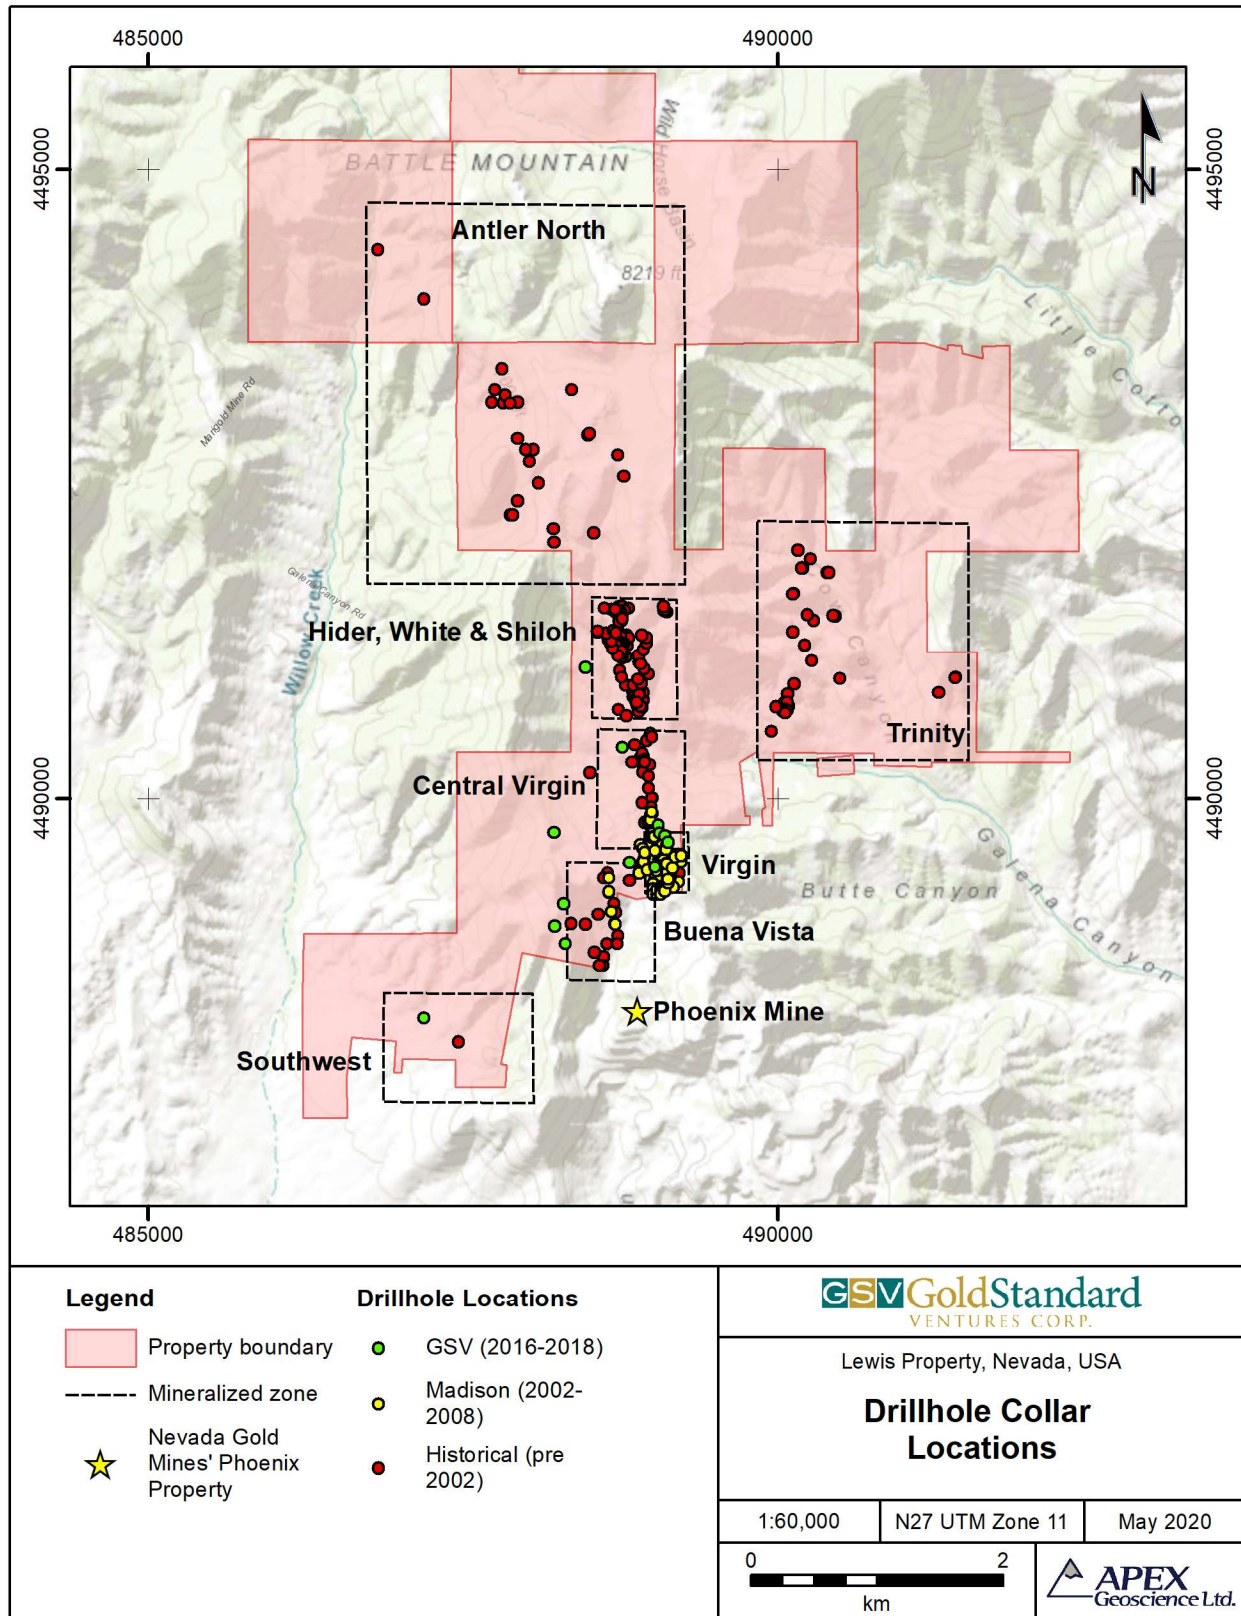 485000 490000
4495000 4495000
N
BATTLE MOUNTAIN
Wild Horse Basin
Antler North
8219 ft
Little Cotto
Marigold Mine Rd
Galena Canyon Rd
Willow Creek
Hider, White & Shiloh
Trinity
Central Virgin
4490000 4490000
Galena Canyon
Virgin
Butte Canyon
Buena Vista
Phoenix Mine
Southwest
485000 490000
Legend
Property boundary
Mineralized zone
Nevada Gold
Mines' Phoenix
Property
Drillhole Locations
GSV (2016-2018)
Madison (2002-
2008)
Historical (pre
2002)
GSV GoldStandard
VENTURES CORP.
Lewis Property, Nevada, USA
Drillhole Collar
Locations
1:60,000 N27 UTM Zone 11 May 2020
0 2
km
APEX
Geoscience Ltd.